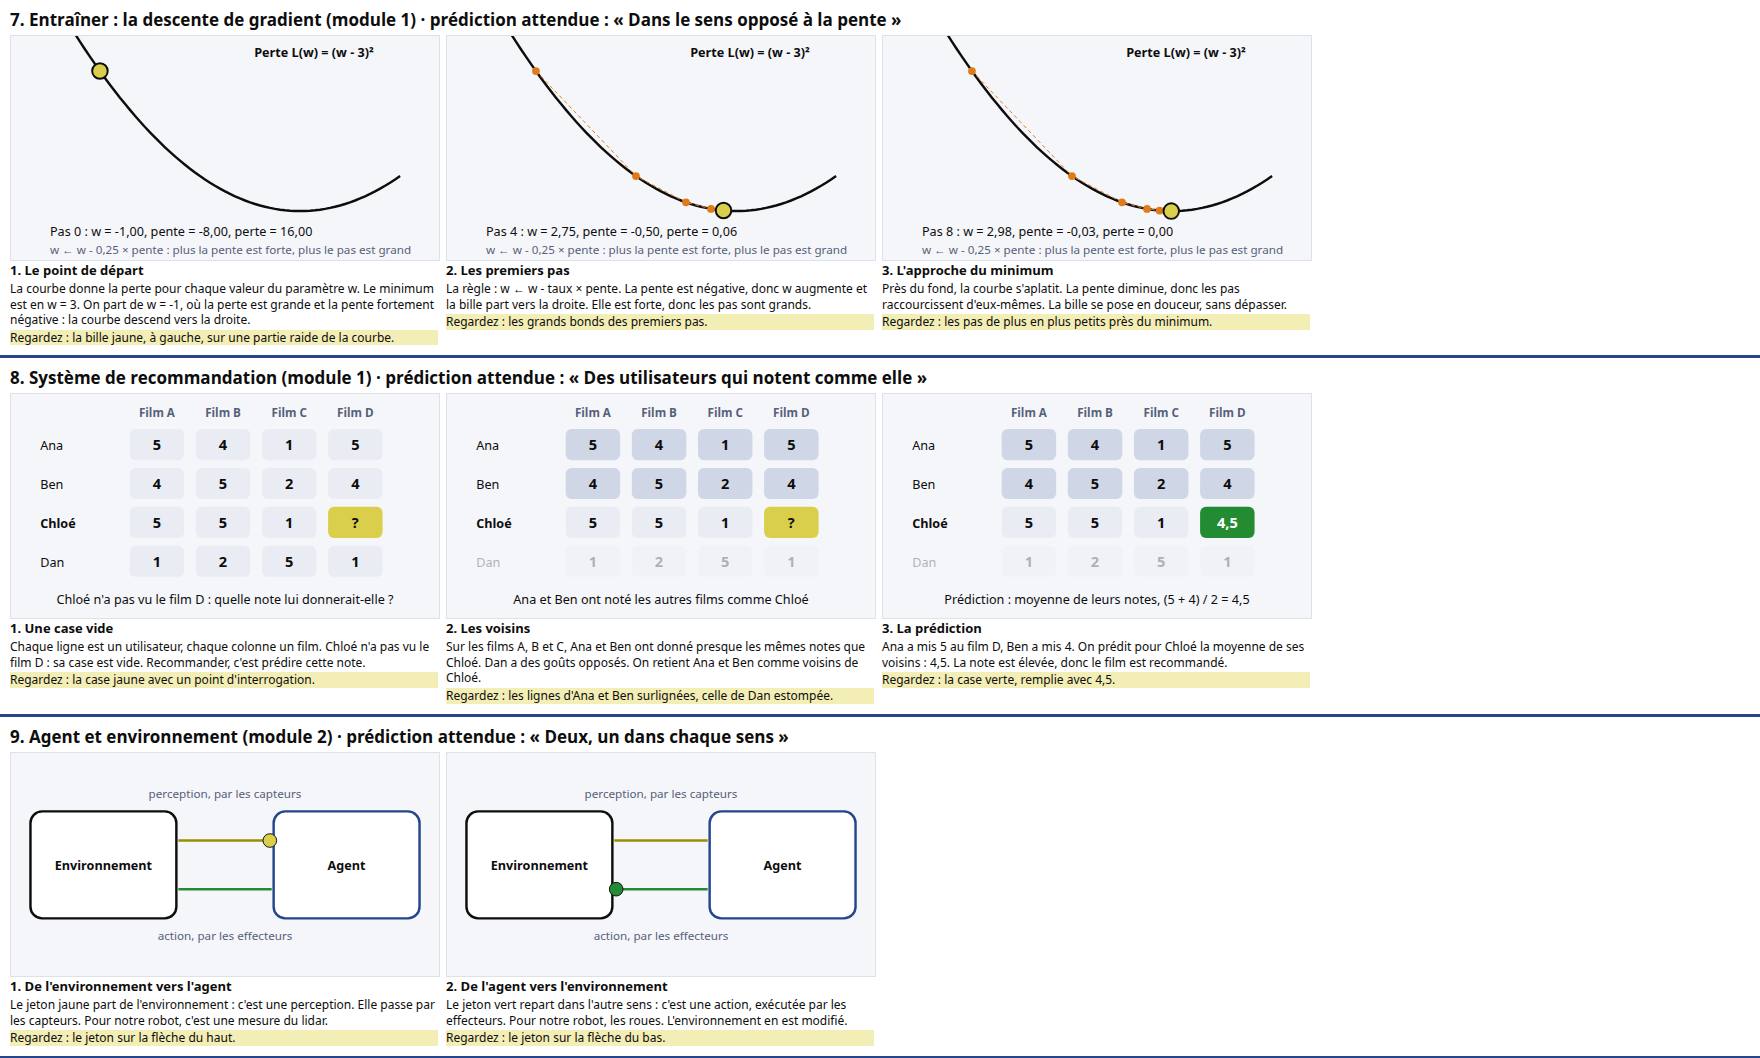 7. Entraîner : la descente de gradient (module 1) · prédiction attendue : « Dans le sens opposé à la pente »
Perte L(w) = (w - 3)²
Pas 0 : w = -1,00, pente = -8,00, perte = 16,00
w ← w - 0,25 × pente : plus la pente est forte, plus le pas est grand
1. Le point de départ
La courbe donne la perte pour chaque valeur du paramètre w. Le minimum
est en w = 3. On part de w = -1, où la perte est grande et la pente fortement
négative : la courbe descend vers la droite.
Regardez : la bille jaune, à gauche, sur une partie raide de la courbe.
Perte L(w) = (w - 3)²
Pas 4 : w = 2,75, pente = -0,50, perte = 0,06
w ← w - 0,25 × pente : plus la pente est forte, plus le pas est grand
2. Les premiers pas
La règle : w ← w - taux × pente. La pente est négative, donc w augmente et
la bille part vers la droite. Elle est forte, donc les pas sont grands.
Regardez : les grands bonds des premiers pas.
Perte L(w) = (w - 3)²
Pas 8 : w = 2,98, pente = -0,03, perte = 0,00
w ← w - 0,25 × pente : plus la pente est forte, plus le pas est grand
3. L'approche du minimum
Près du fond, la courbe s'aplatit. La pente diminue, donc les pas
raccourcissent d'eux-mêmes. La bille se pose en douceur, sans dépasser.
Regardez : les pas de plus en plus petits près du minimum.
8. Système de recommandation (module 1) · prédiction attendue : « Des utilisateurs qui notent comme elle »
Film A Film B Film C Film D
Ana 5 4 1 5
Ben 4 5 2 4
Chloé 5 5 1 ?
Dan 1 2 5 1
Chloé n'a pas vu le film D : quelle note lui donnerait-elle ?
1. Une case vide
Chaque ligne est un utilisateur, chaque colonne un film. Chloé n'a pas vu le
film D : sa case est vide. Recommander, c'est prédire cette note.
Regardez : la case jaune avec un point d'interrogation.
Film A Film B Film C Film D
Ana 5 4 1 5
Ben 4 5 2 4
Chloé 5 5 1 ?
Dan 1 2 5 1
Ana et Ben ont noté les autres films comme Chloé
2. Les voisins
Sur les films A, B et C, Ana et Ben ont donné presque les mêmes notes que
Chloé. Dan a des goûts opposés. On retient Ana et Ben comme voisins de
Chloé.
Regardez : les lignes d'Ana et Ben surlignées, celle de Dan estompée.
Film A Film B Film C Film D
Ana 5 4 1 5
Ben 4 5 2 4
Chloé 5 5 1 4,5
Dan 1 2 5 1
Prédiction : moyenne de leurs notes, (5 + 4) / 2 = 4,5
3. La prédiction
Ana a mis 5 au film D, Ben a mis 4. On prédit pour Chloé la moyenne de ses
voisins : 4,5. La note est élevée, donc le film est recommandé.
Regardez : la case verte, remplie avec 4,5.
9. Agent et environnement (module 2) · prédiction attendue : « Deux, un dans chaque sens »
perception, par les capteurs
Environnement Agent
action, par les effecteurs
1. De l'environnement vers l'agent
Le jeton jaune part de l'environnement : c'est une perception. Elle passe par
les capteurs. Pour notre robot, c'est une mesure du lidar.
Regardez : le jeton sur la flèche du haut.
perception, par les capteurs
Environnement Agent
action, par les effecteurs
2. De l'agent vers l'environnement
Le jeton vert repart dans l'autre sens : c'est une action, exécutée par les
effecteurs. Pour notre robot, les roues. L'environnement en est modifié.
Regardez : le jeton sur la flèche du bas.